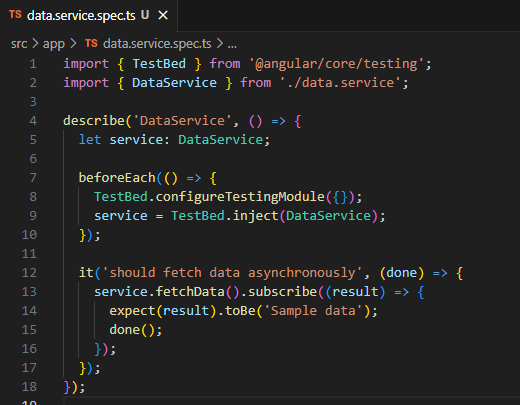 TS data.service.spec.ts U ×
src > app > TS data.service.spec.ts > ...
1 import { TestBed } from '@angular/core/testing';
2 import { DataService } from './data.service';
3
4 describe('DataService', () => {
5   let service: DataService;
6
7   beforeEach(() => {
8     TestBed.configureTestingModule({});
9     service = TestBed.inject(DataService);
10   });
11
12   it('should fetch data asynchronously', (done) => {
13     service.fetchData().subscribe((result) => {
14       expect(result).toBe('Sample data');
15       done();
16     });
17   });
18 });
19